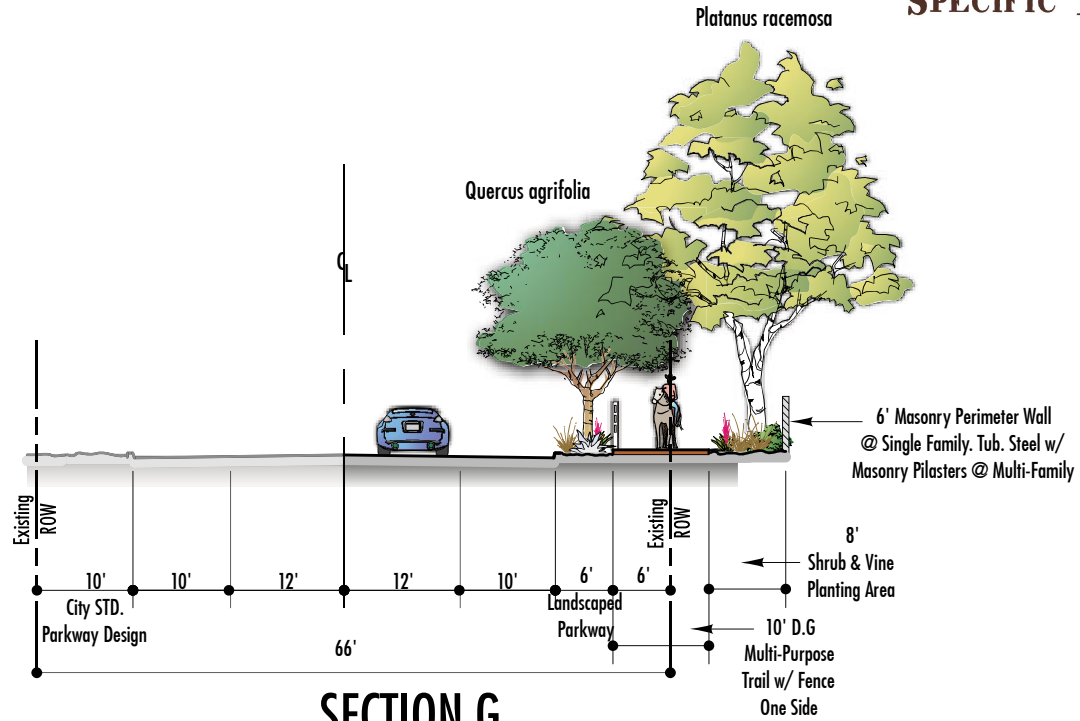 SPECIFIC
Platanus racemosa
Quercus agrifolia
CL
6' Masonry Perimeter Wall
@ Single Family. Tub. Steel w/
Masonry Pilasters @ Multi-Family
Existing
ROW
Existing
ROW
8'
Shrub & Vine
Planting Area
10'
10'
12'
12'
10'
6'
6'
City STD.
Parkway Design
Landscaped
Parkway
10' D.G
Multi-Purpose
Trail w/ Fence
One Side
66'
SECTION G